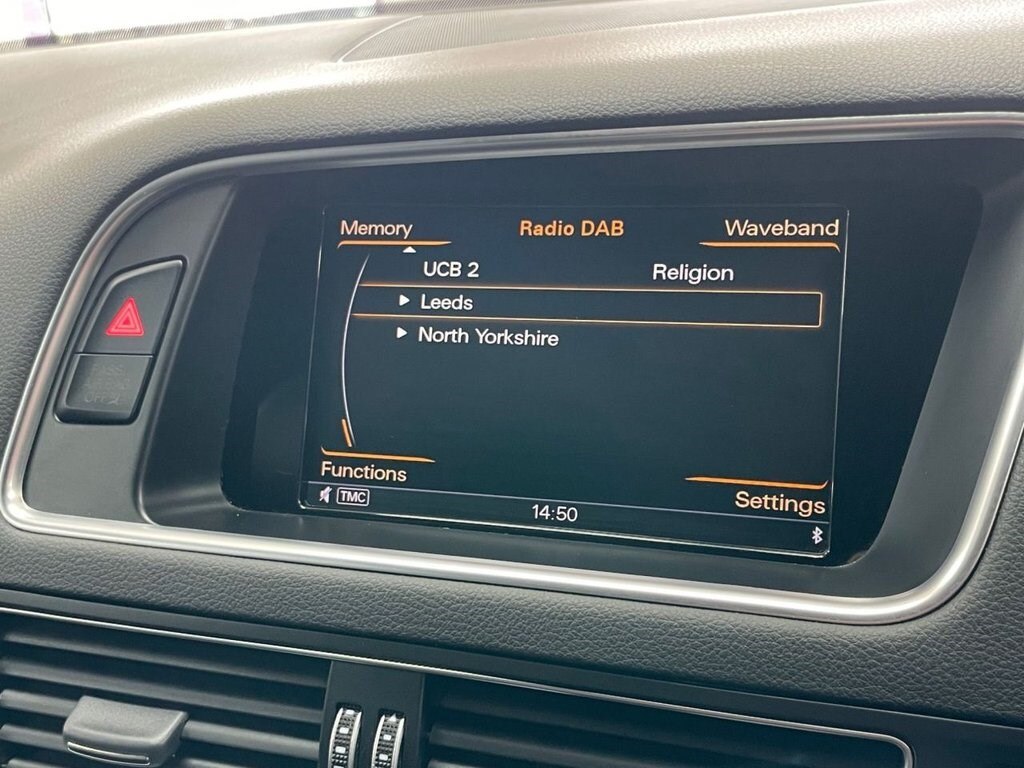 Memory Radio DAB Waveband
UCB 2 Religion
Leeds
North Yorkshire
Functions Settings
TMC 14:50